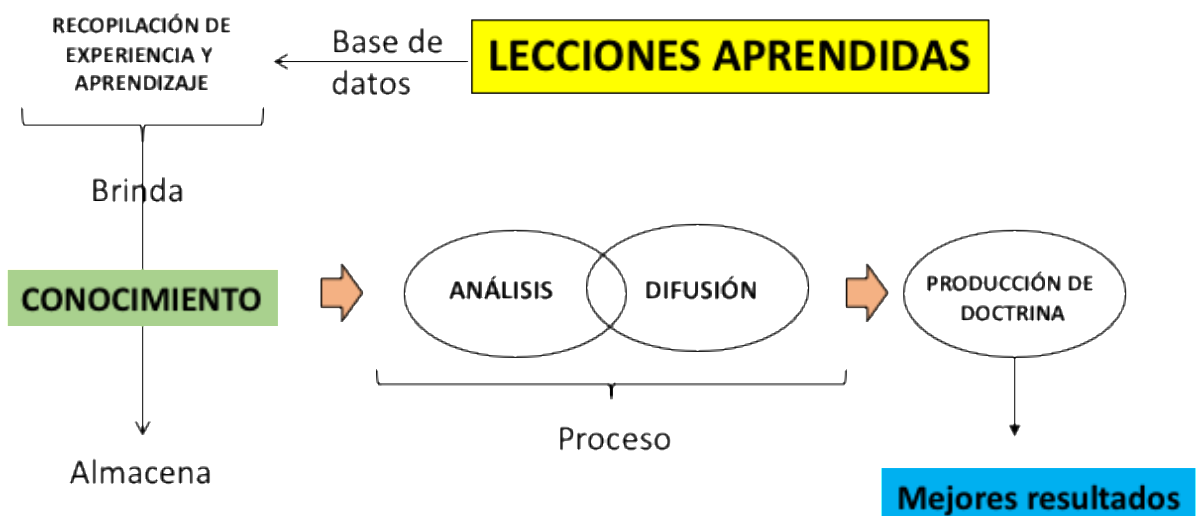 RECOPILACIÓN DE
EXPERIENCIA Y
APRENDIZAJE
Base de
datos
LECCIONES APRENDIDAS
Brinda
CONOCIMIENTO
ANÁLISIS
DIFUSIÓN
PRODUCCIÓN DE
DOCTRINA
Proceso
Almacena
Mejores resultados